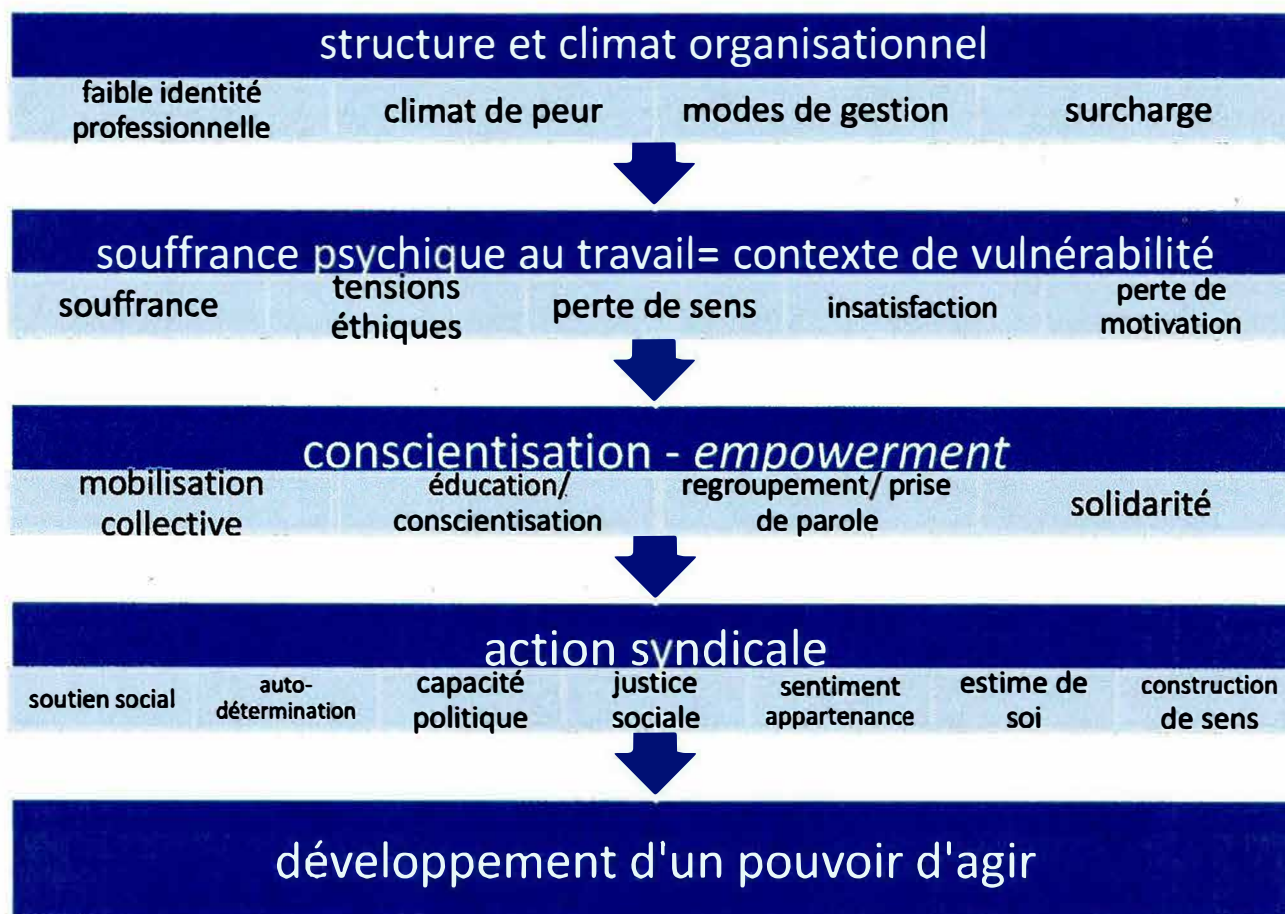 structure et climat organisationnel
faible identité
professionnelle
climat de peur
modes de gestion
surcharge
souffrance psychique au travail= contexte de vulnérabilité
souffrance
tensions
éthiques
perte de sens
insatisfaction
perte de
motivation
conscientisation - empowerment
mobilisation
collective
éducation/
conscientisation
regroupement/ prise
de parole
solidarité
action syndicale
soutien social
auto-
détermination
capacité
politique
justice
sociale
sentiment
appartenance
estime de
soi
construction
de sens
développement d'un pouvoir d'agir